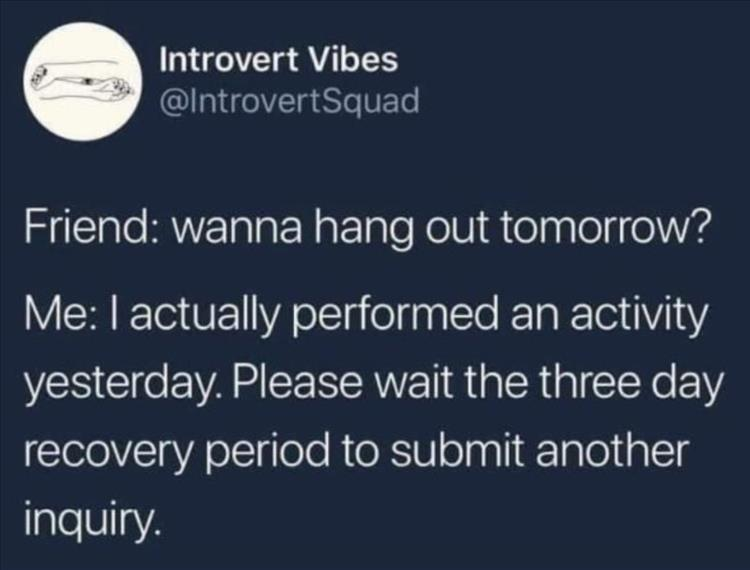 Introvert Vibes
@IntrovertSquad
Friend: wanna hang out tomorrow?
Me: I actually performed an activity
yesterday. Please wait the three day
recovery period to submit another
inquiry.